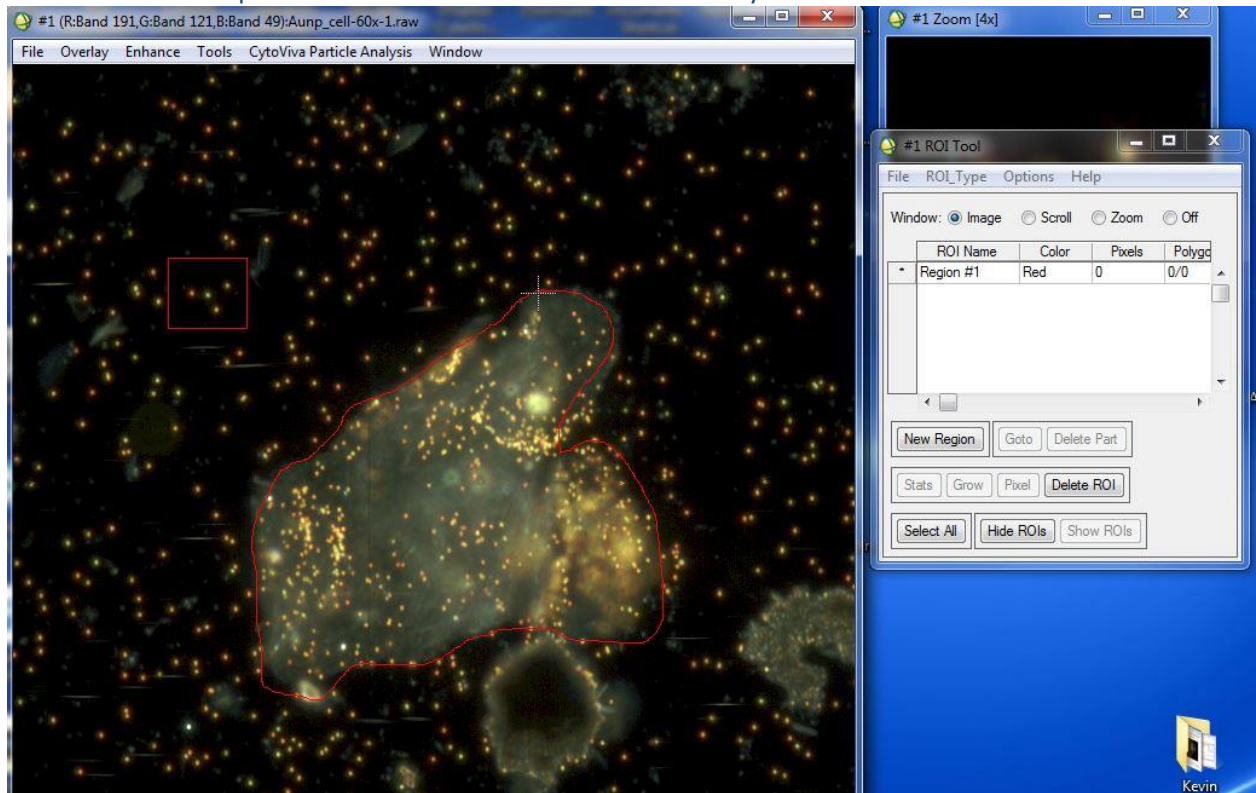 #1 (R:Band 191,G:Band 121,B:Band 49):Aunp_cell-60x-1.raw
File Overlay Enhance Tools CytoViva Particle Analysis Window
#1 Zoom [4x]
#1 ROI Tool
File ROI_Type Options Help
Window: Image Scroll Zoom Off
ROI Name Color Pixels Polygo
* Region #1 Red 0 0/0
New Region Goto Delete Part
Stats Grow Pixel Delete ROI
Select All Hide ROIs Show ROIs
Kevin